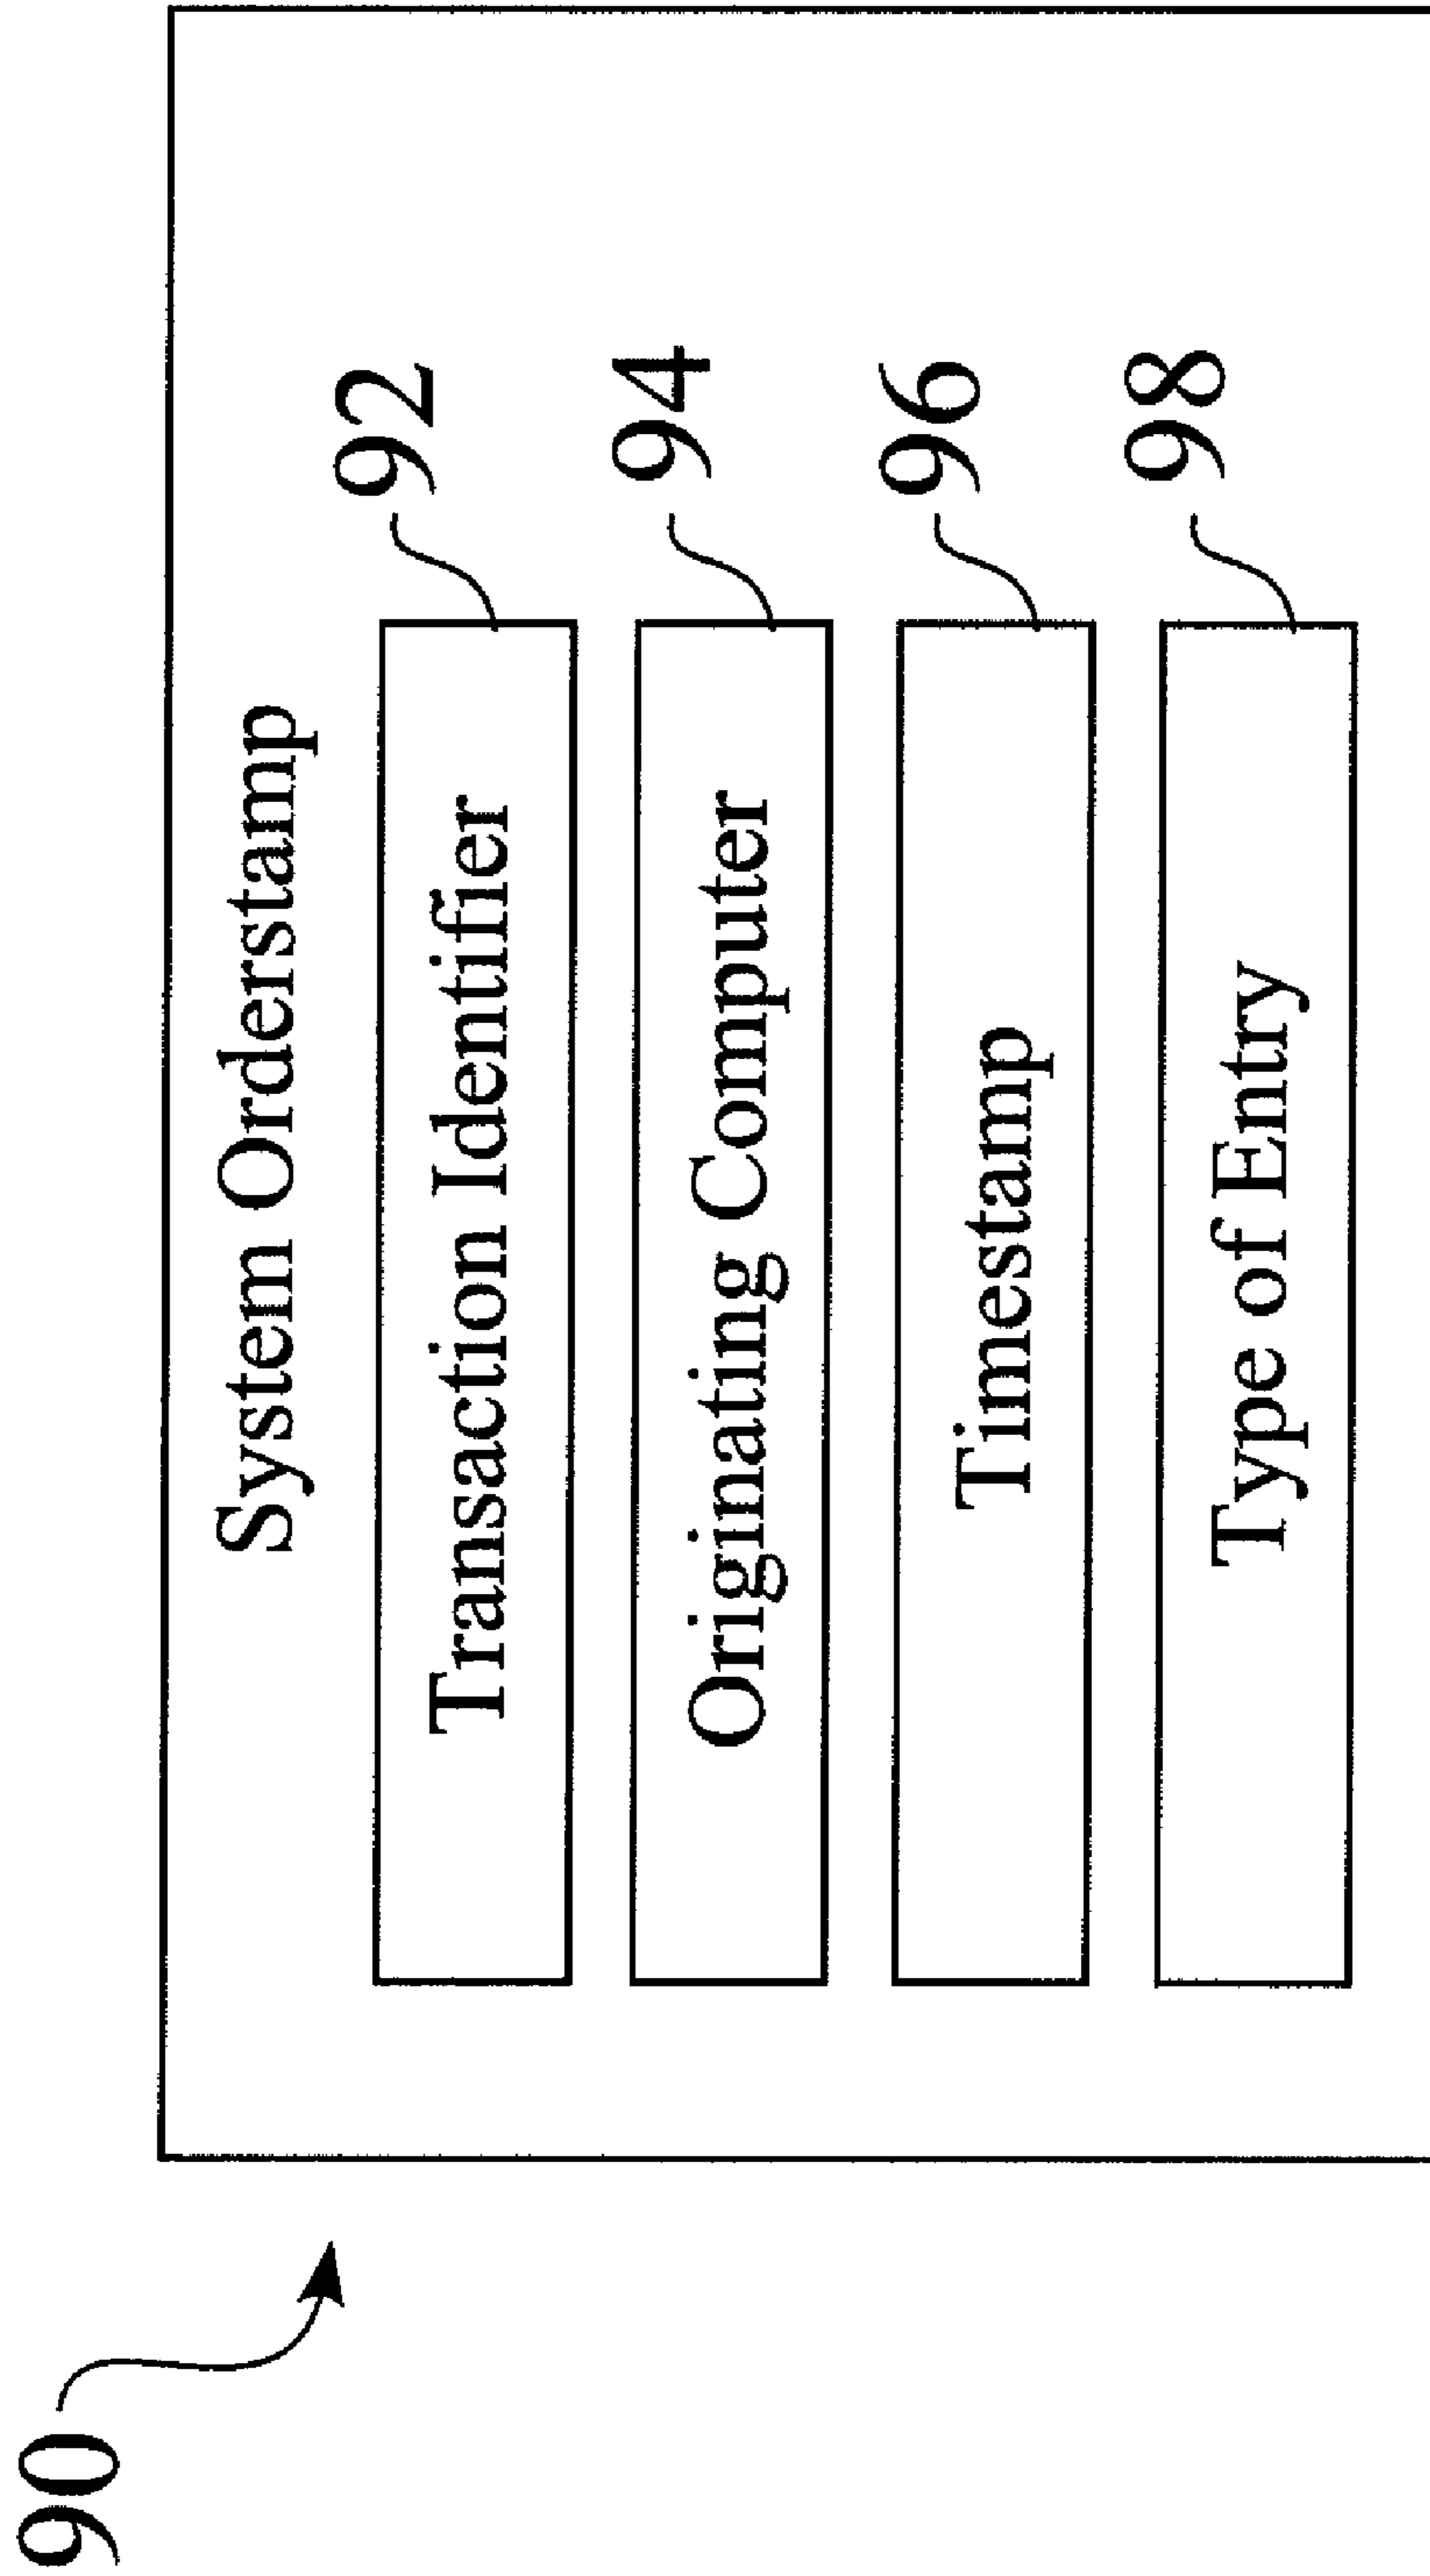 90
System Orderstamp
Transaction Identifier
92
Originating Computer
94
Timestamp
96
Type of Entry
98